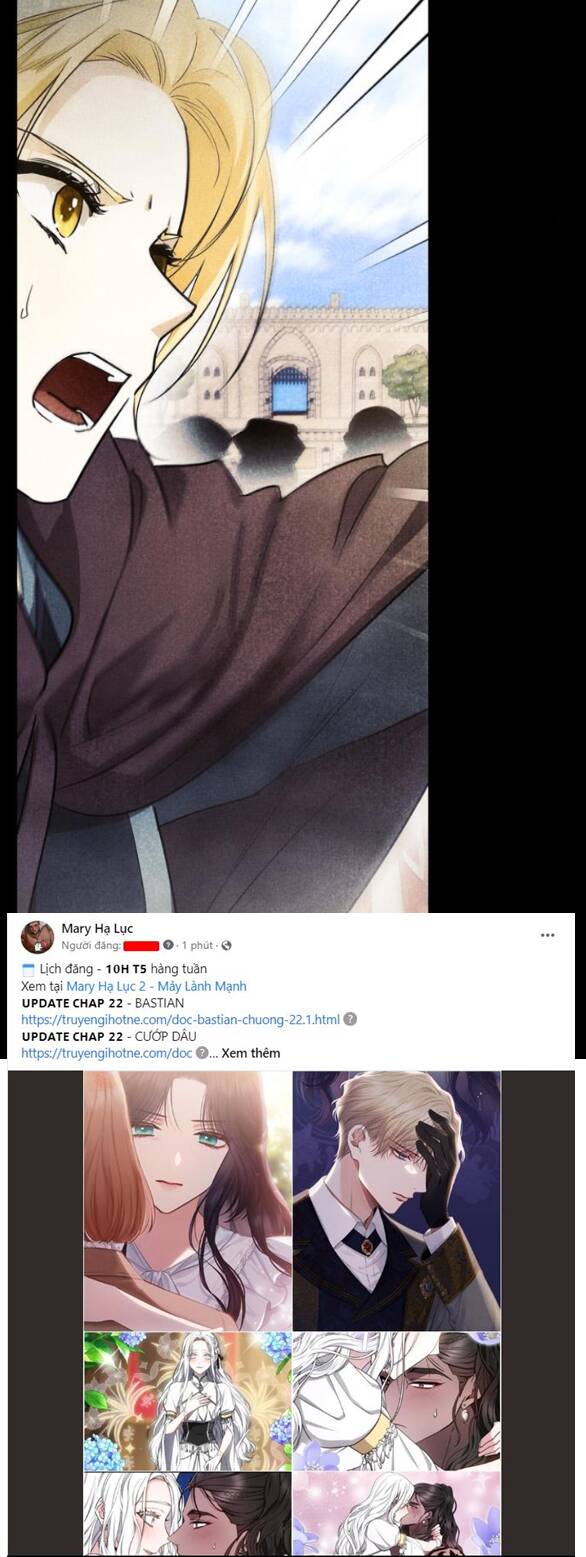 Mary Hạ Lục
Người đăng: · 1 phút ·
Lịch đăng - 10H T5 hàng tuần
Xem tại Mary Hạ Lục 2 - Mảy Lành Mạnh
UPDATE CHAP 22 - BASTIAN
https://truyengihotne.com/doc-bastian-chuong-22.1.html
UPDATE CHAP 22 - CƯỚP DÂU
https://truyengihotne.com/doc ... Xem thêm